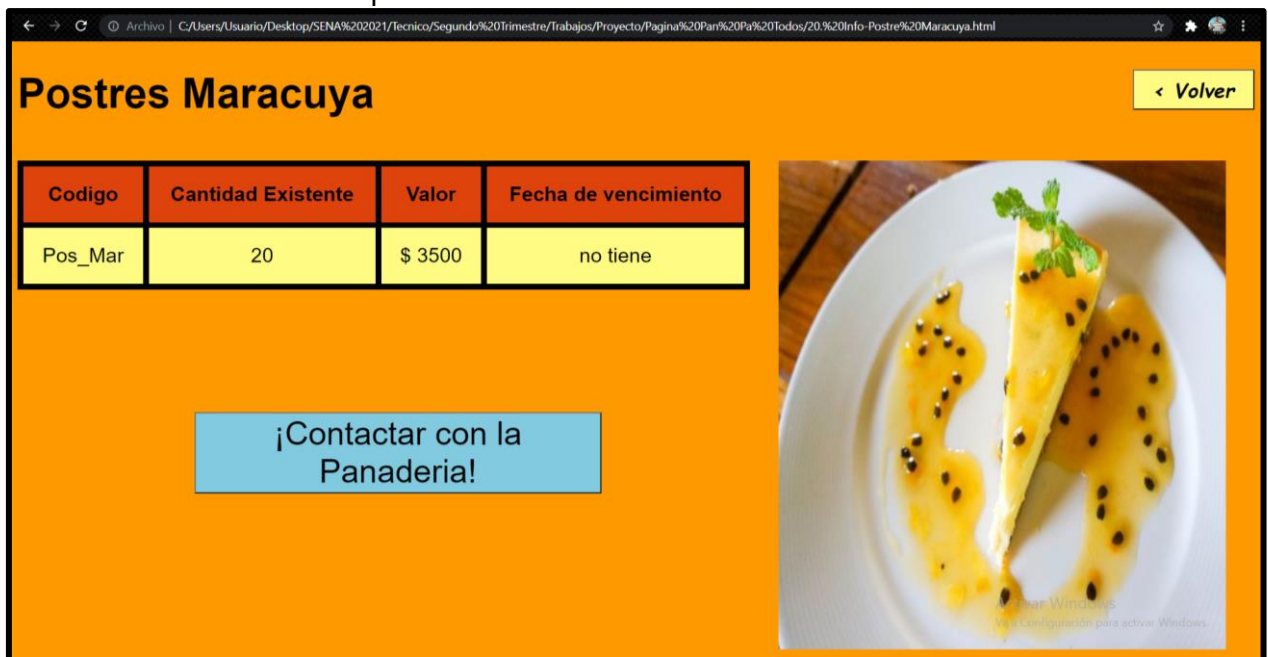 Archivo | C:/Users/Usuario/Desktop/SENA%202021/Tecnico/Segundo%20Trimestre/Trabajos/Proyecto/Pagina%20Pan%20Pa%20Todos/20.%20Info-Postre%20Maracuya.html
Postres Maracuya
< Volver
Codigo Cantidad Existente Valor Fecha de vencimiento
Pos_Mar 20 $ 3500 no tiene
¡Contactar con la
Panaderia!
Activar Windows
Ve a Configuración para activar Windows.